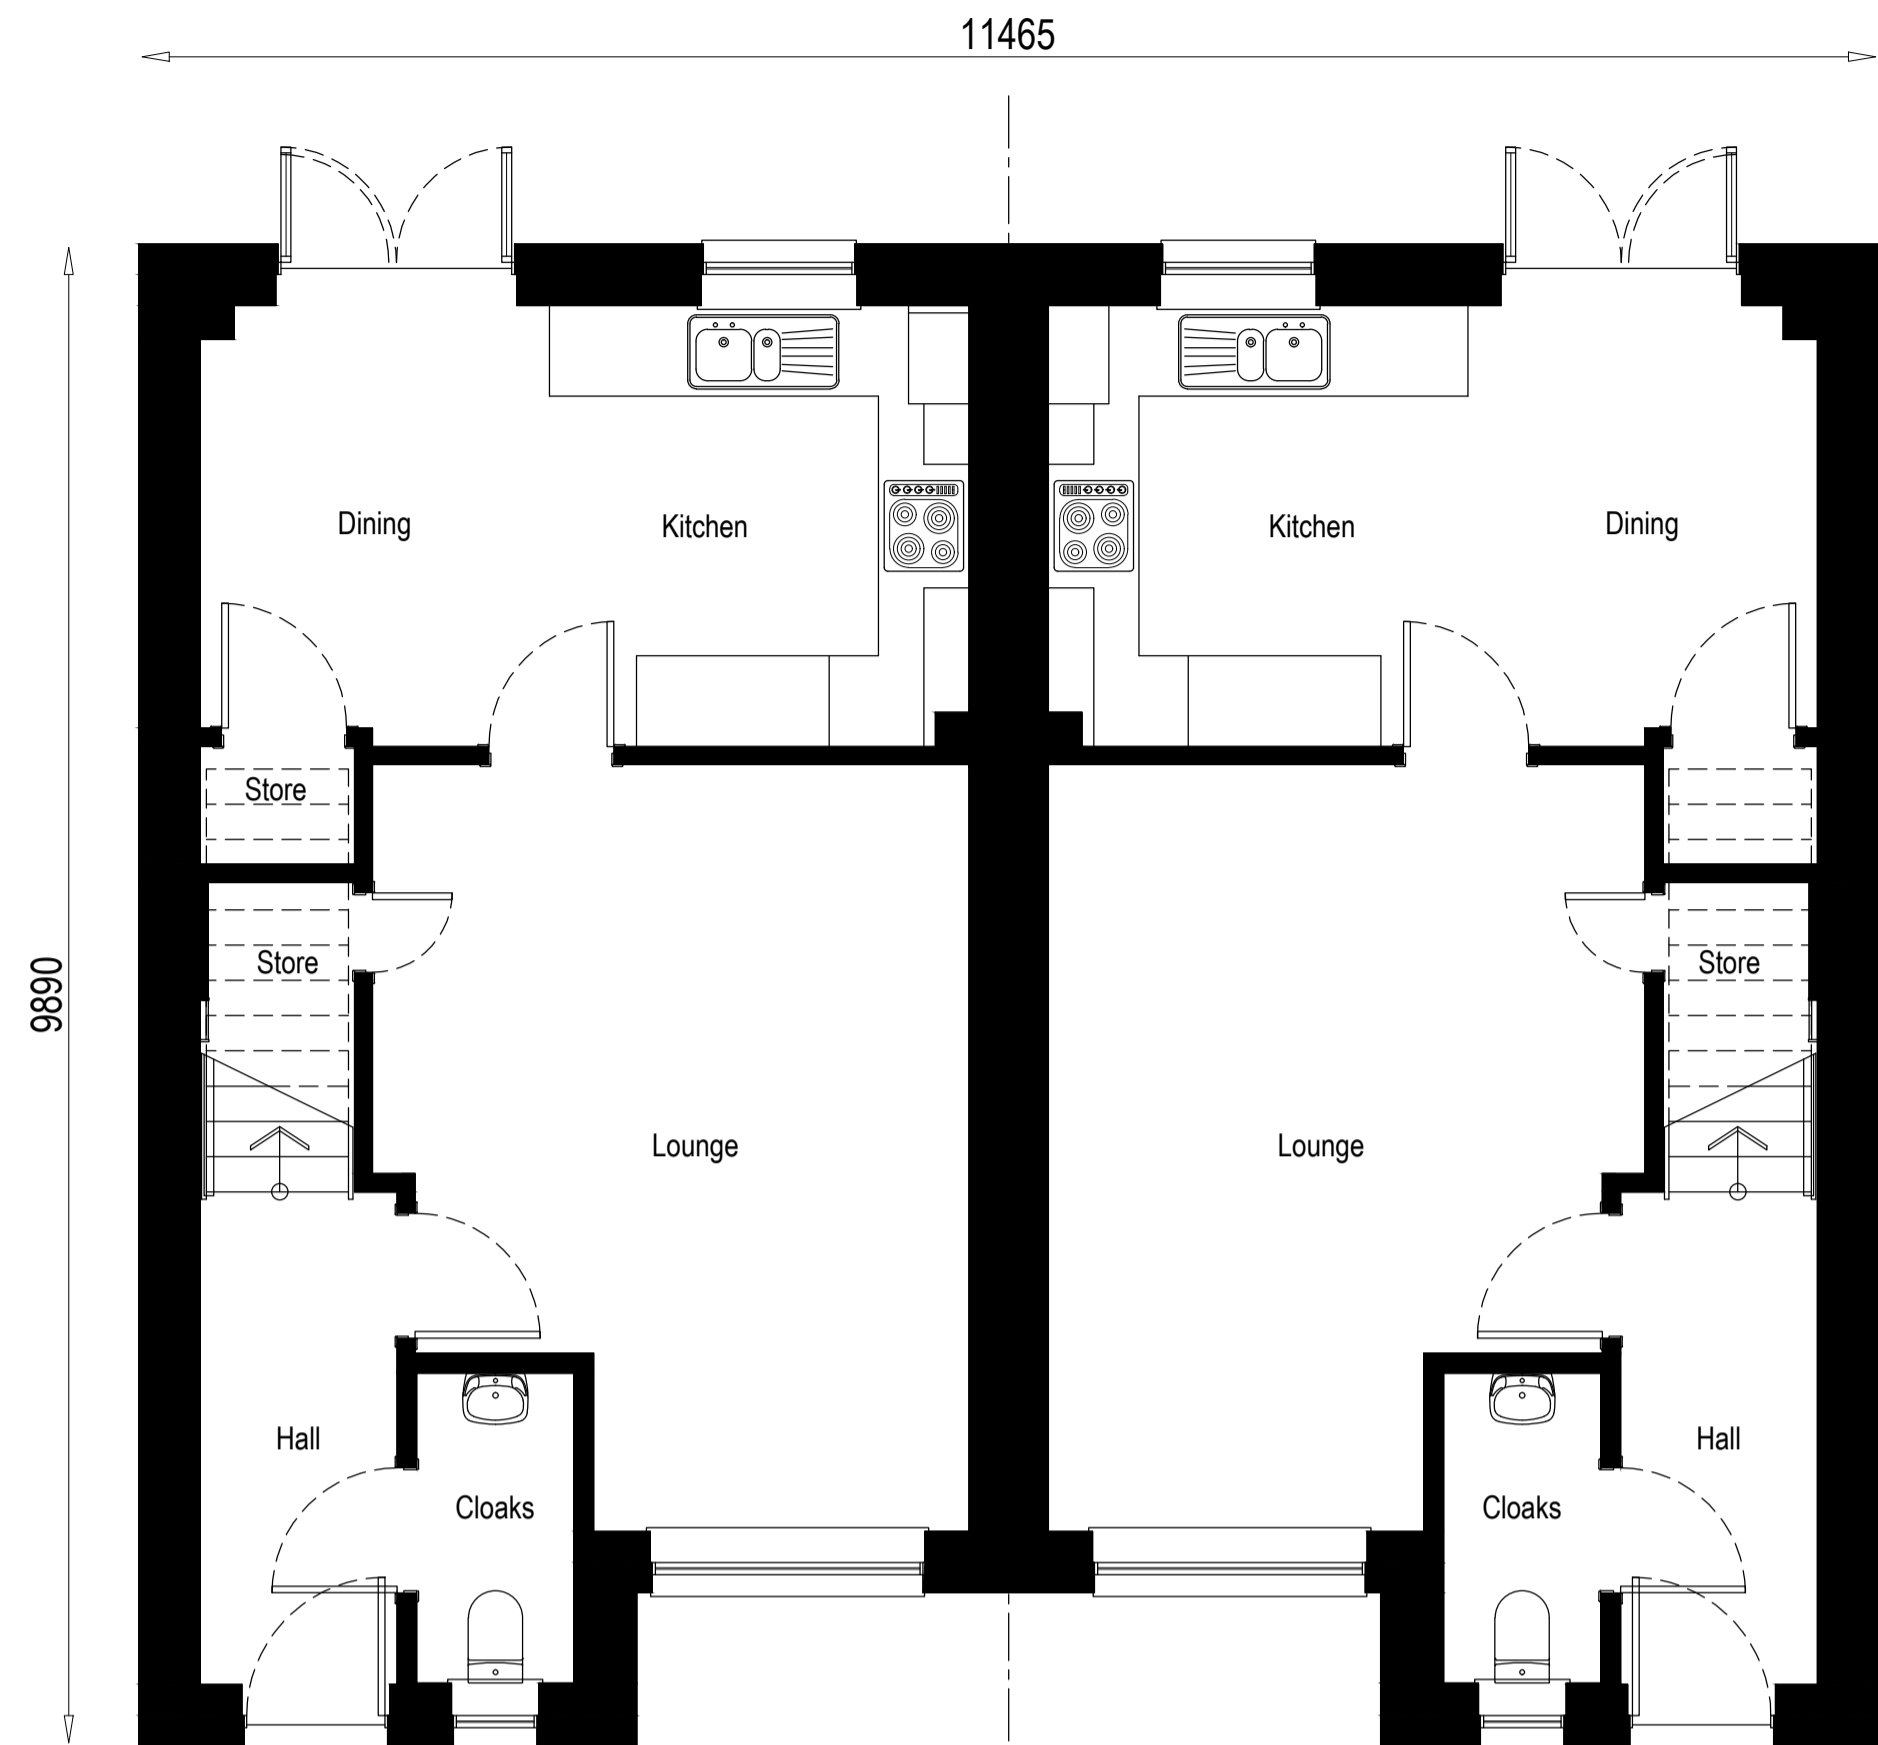 11465
Dining
Kitchen
Kitchen
Dining
Store
9890
Store
Store
Lounge
Lounge
Hall
Hall
Cloaks
Cloaks